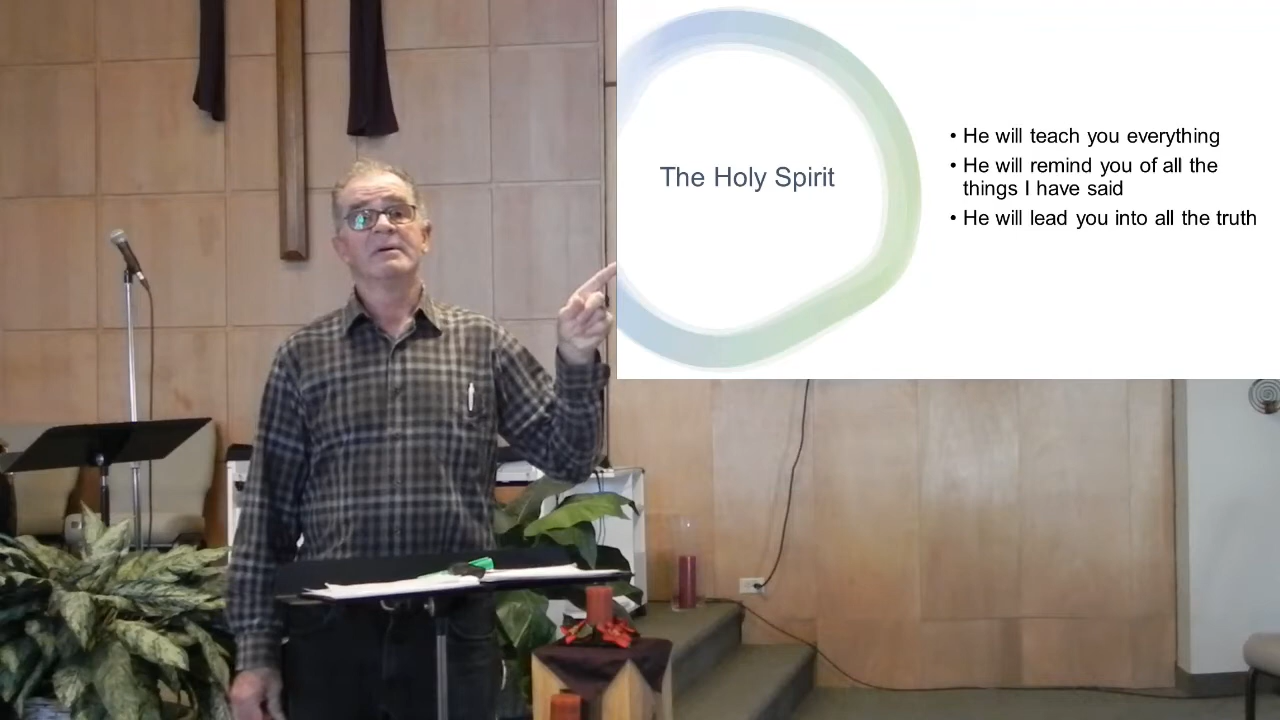 The Holy Spirit
• He will teach you everything
• He will remind you of all the
things I have said
• He will lead you into all the truth